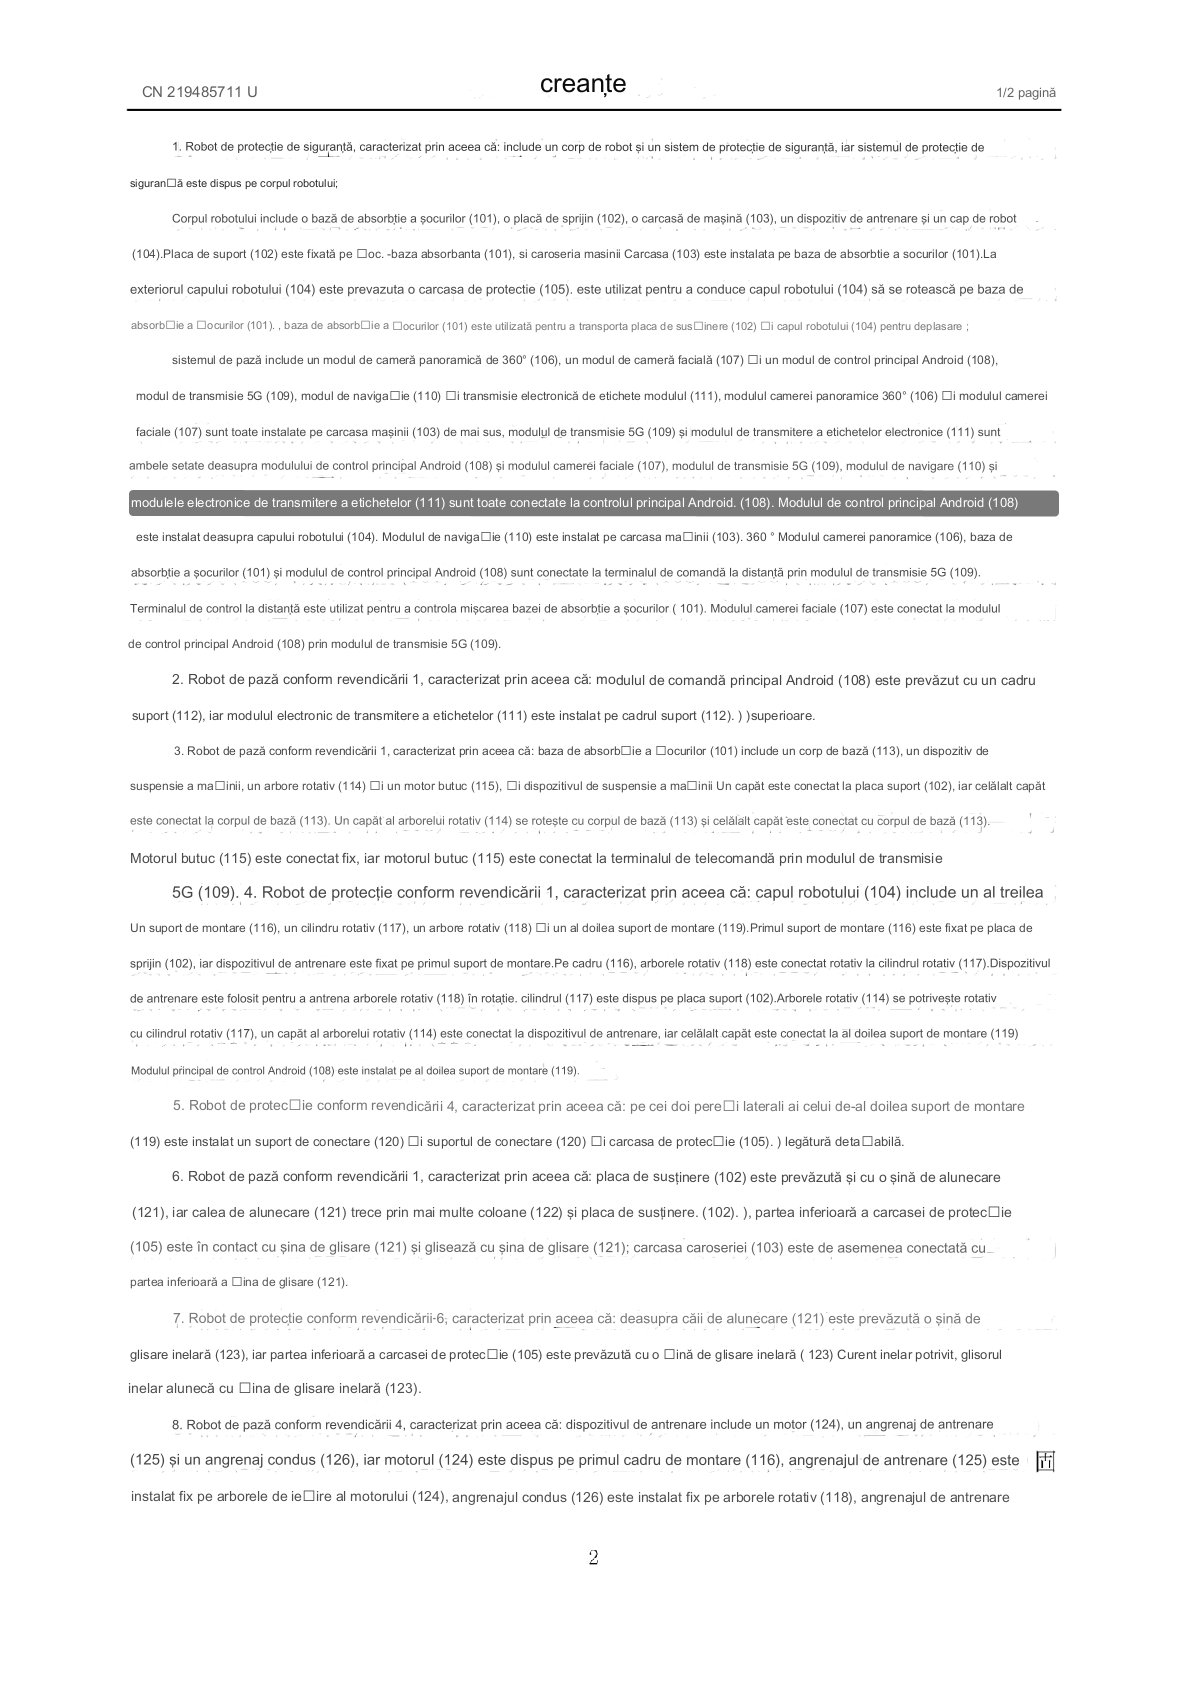 CN 219485711 U
creanțe
1/2 pagină
1. Robot de protecție de siguranță, caracterizat prin aceea că: include un corp de robot și un sistem de protecție de siguranță, iar sistemul de protecție de
siguran□ă este dispus pe corpul robotului;
Corpul robotului include o bază de absorbție a șocurilor (101), o placă de sprijin (102), o carcasă de mașină (103), un dispozitiv de antrenare și un cap de robot
(104).Placa de suport (102) este fixată pe □oc. -baza absorbanta (101), si caroseria masinii Carcasa (103) este instalata pe baza de absorbtie a socurilor (101).La
exteriorul capului robotului (104) este prevazuta o carcasa de protectie (105). este utilizat pentru a conduce capul robotului (104) să se rotească pe baza de
absorb□ie a □ocurilor (101). , baza de absorb□ie a □ocurilor (101) este utilizată pentru a transporta placa de sus□inere (102) □i capul robotului (104) pentru deplasare ;
sistemul de pază include un modul de cameră panoramică de 360° (106), un modul de cameră facială (107) □i un modul de control principal Android (108),
modul de transmisie 5G (109), modul de naviga□ie (110) □i transmisie electronică de etichete modulul (111), modulul camerei panoramice 360° (106) □i modulul camerei
faciale (107) sunt toate instalate pe carcasa mașinii (103) de mai sus, modulul de transmisie 5G (109) și modulul de transmitere a etichetelor electronice (111) sunt
ambele setate deasupra modulului de control principal Android (108) și modulul camerei faciale (107), modulul de transmisie 5G (109), modulul de navigare (110) și
modulele electronice de transmitere a etichetelor (111) sunt toate conectate la controlul principal Android. (108). Modulul de control principal Android (108)
este instalat deasupra capului robotului (104). Modulul de naviga□ie (110) este instalat pe carcasa ma□inii (103). 360 ° Modulul camerei panoramice (106), baza de
absorbție a șocurilor (101) și modulul de control principal Android (108) sunt conectate la terminalul de comandă la distanță prin modulul de transmisie 5G (109).
Terminalul de control la distanță este utilizat pentru a controla mișcarea bazei de absorbție a șocurilor ( 101). Modulul camerei faciale (107) este conectat la modulul
de control principal Android (108) prin modulul de transmisie 5G (109).
2. Robot de pază conform revendicării 1, caracterizat prin aceea că: modulul de comandă principal Android (108) este prevăzut cu un cadru
suport (112), iar modulul electronic de transmitere a etichetelor (111) este instalat pe cadrul suport (112). ) )superioare.
3. Robot de pază conform revendicării 1, caracterizat prin aceea că: baza de absorb□ie a □ocurilor (101) include un corp de bază (113), un dispozitiv de
suspensie a ma□inii, un arbore rotativ (114) □i un motor butuc (115), □i dispozitivul de suspensie a ma□inii Un capăt este conectat la placa suport (102), iar celălalt capăt
este conectat la corpul de bază (113). Un capăt al arborelui rotativ (114) se rotește cu corpul de bază (113) și celălalt capăt este conectat cu corpul de bază (113).
Motorul butuc (115) este conectat fix, iar motorul butuc (115) este conectat la terminalul de telecomandă prin modulul de transmisie
5G (109). 4. Robot de protecție conform revendicării 1, caracterizat prin aceea că: capul robotului (104) include un al treilea
Un suport de montare (116), un cilindru rotativ (117), un arbore rotativ (118) □i un al doilea suport de montare (119).Primul suport de montare (116) este fixat pe placa de
sprijin (102), iar dispozitivul de antrenare este fixat pe primul suport de montare.Pe cadru (116), arborele rotativ (118) este conectat rotativ la cilindrul rotativ (117).Dispozitivul
de antrenare este folosit pentru a antrena arborele rotativ (118) în rotație. cilindrul (117) este dispus pe placa suport (102).Arborele rotativ (114) se potrivește rotativ
cu cilindrul rotativ (117), un capăt al arborelui rotativ (114) este conectat la dispozitivul de antrenare, iar celălalt capăt este conectat la al doilea suport de montare (119)
Modulul principal de control Android (108) este instalat pe al doilea suport de montare (119).
5. Robot de protec□ie conform revendicării 4, caracterizat prin aceea că: pe cei doi pere□i laterali ai celui de-al doilea suport de montare
(119) este instalat un suport de conectare (120) □i suportul de conectare (120) □i carcasa de protec□ie (105). ) legătură deta□abilă.
6. Robot de pază conform revendicării 1, caracterizat prin aceea că: placa de susținere (102) este prevăzută și cu o șină de alunecare
(121), iar calea de alunecare (121) trece prin mai multe coloane (122) și placa de susținere. (102). ), partea inferioară a carcasei de protec□ie
(105) este în contact cu șina de glisare (121) și glisează cu șina de glisare (121); carcasa caroseriei (103) este de asemenea conectată cu
partea inferioară a □ina de glisare (121).
7. Robot de protecție conform revendicării 6, caracterizat prin aceea că: deasupra căii de alunecare (121) este prevăzută o șină de
glisare inelară (123), iar partea inferioară a carcasei de protec□ie (105) este prevăzută cu o □ină de glisare inelară ( 123) Curent inelar potrivit, glisorul
inelar alunecă cu □ina de glisare inelară (123).
8. Robot de pază conform revendicării 4, caracterizat prin aceea că: dispozitivul de antrenare include un motor (124), un angrenaj de antrenare
(125) și un angrenaj condus (126), iar motorul (124) este dispus pe primul cadru de montare (116), angrenajul de antrenare (125) este
instalat fix pe arborele de ie□ire al motorului (124), angrenajul condus (126) este instalat fix pe arborele rotativ (118), angrenajul de antrenare
2